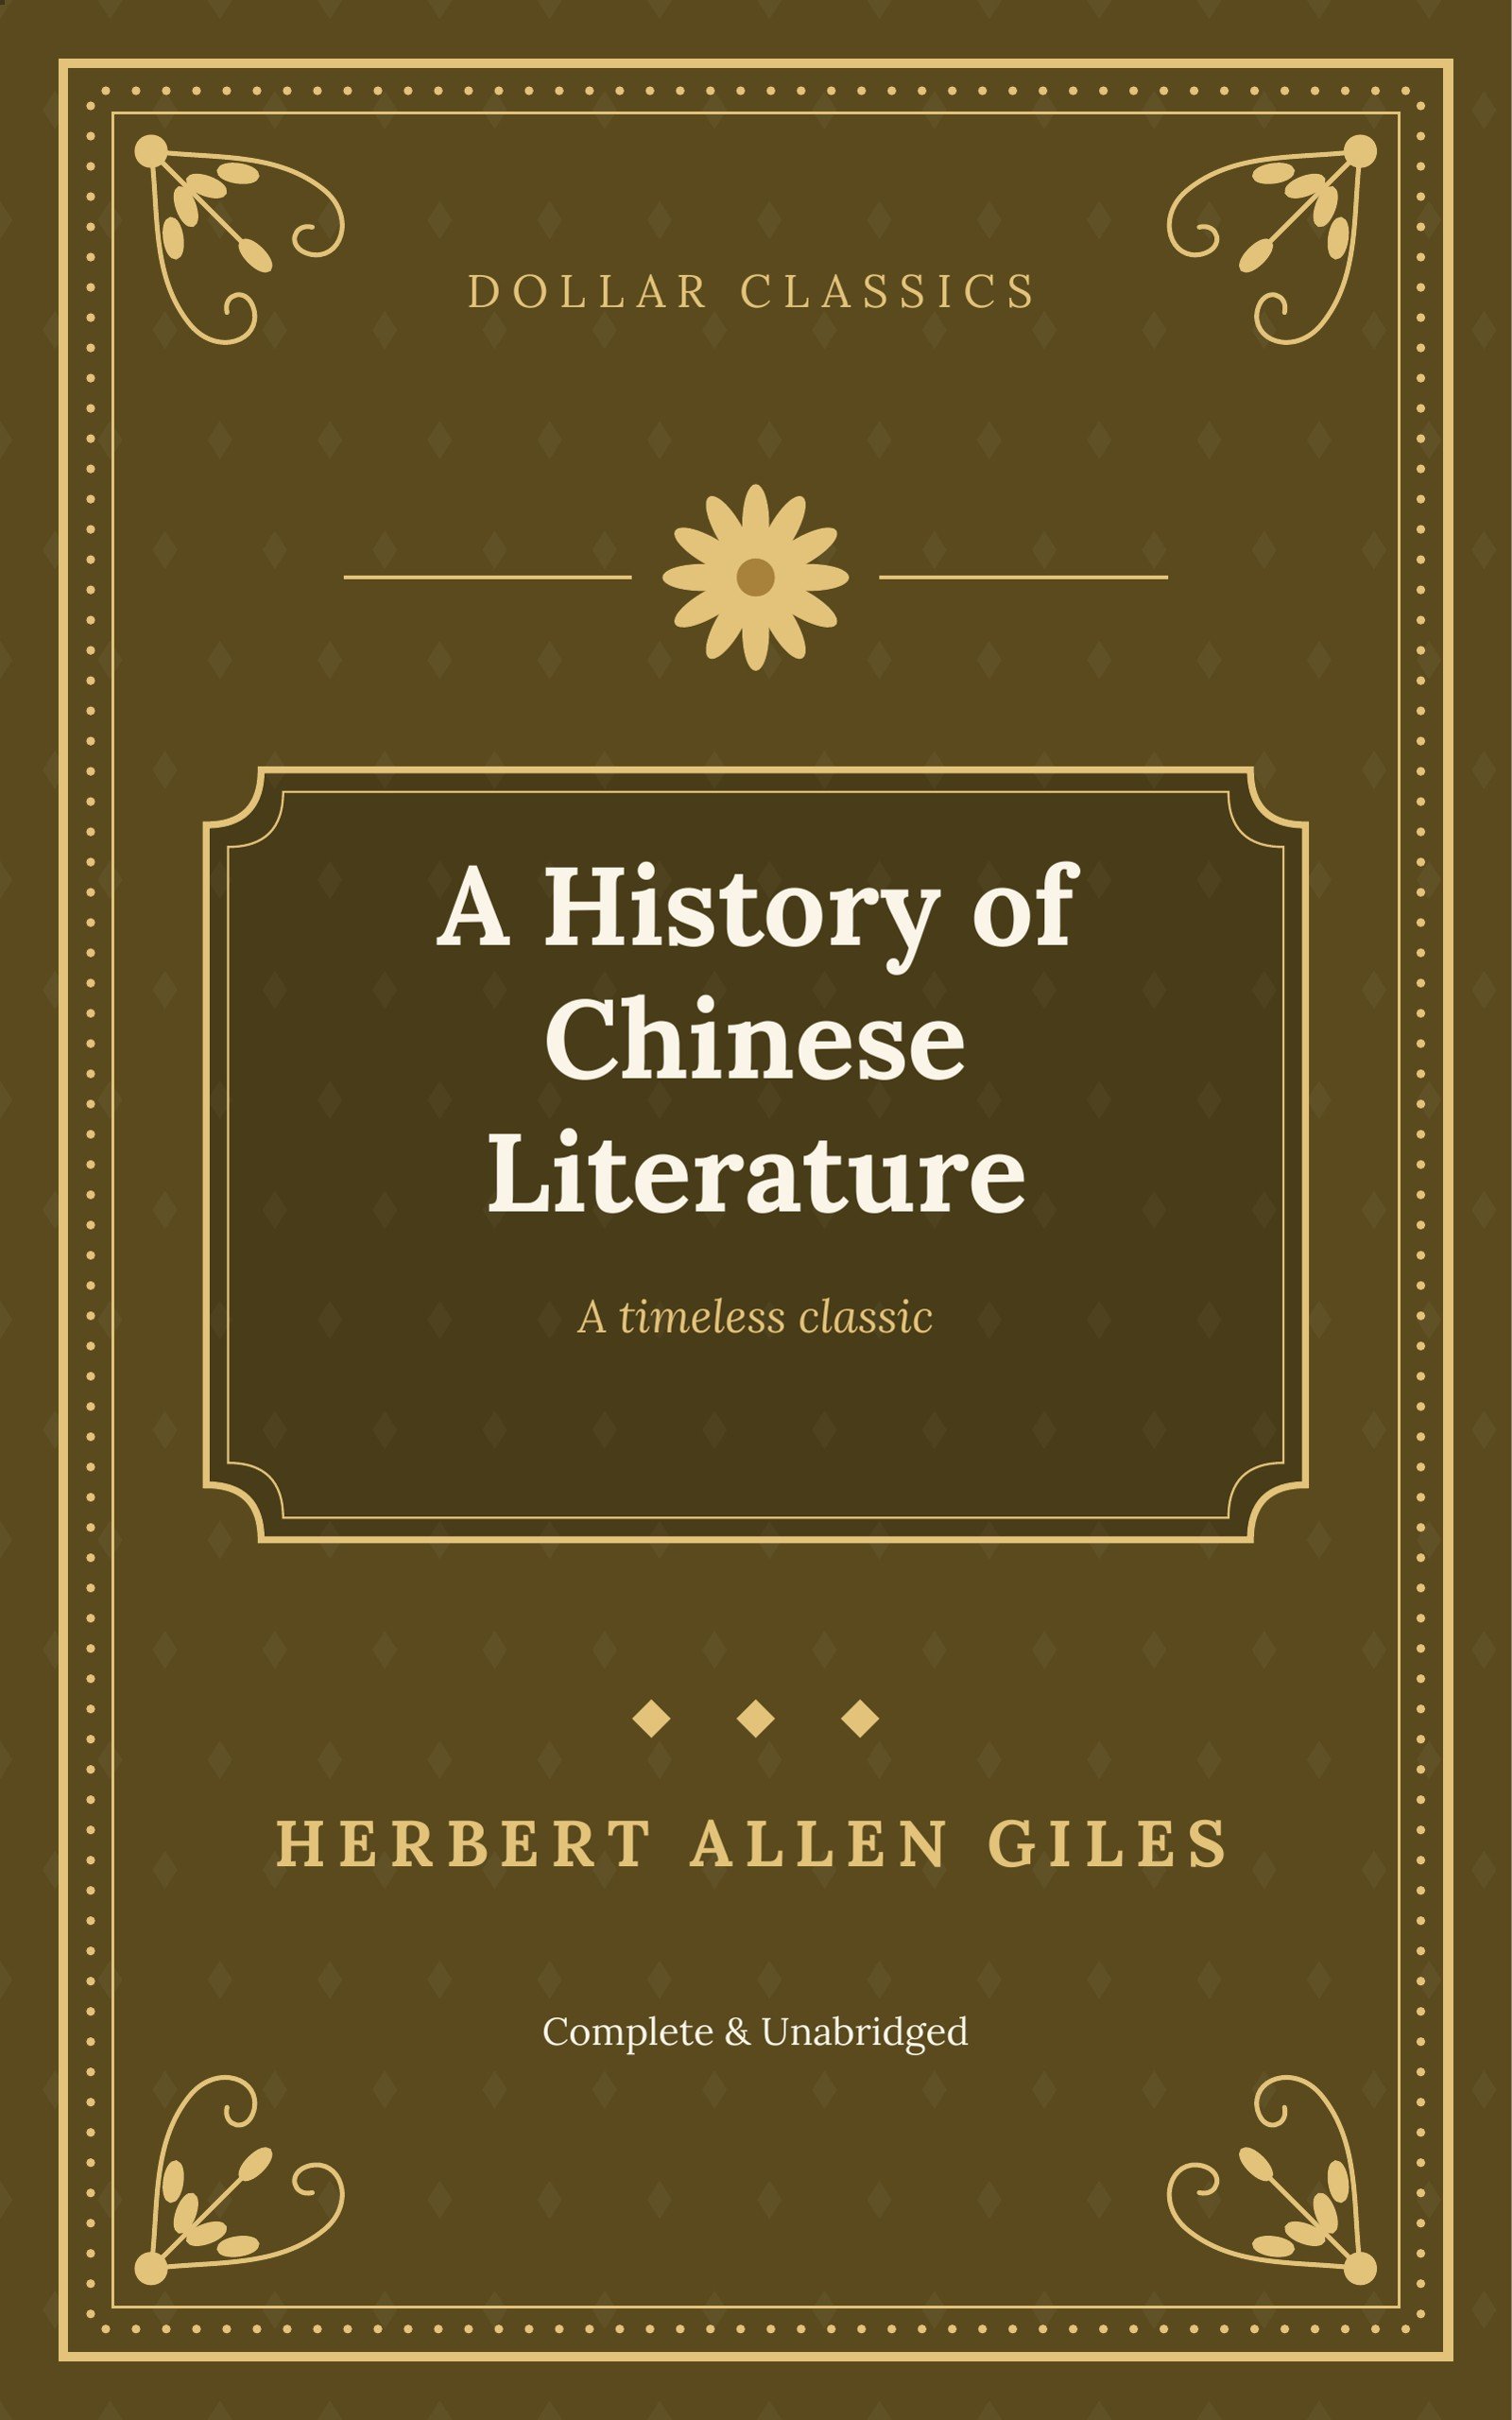 DOLLAR CLASSICS
A History of
Chinese
Literature
A timeless classic
HERBERT ALLEN GILES
Complete & Unabridged